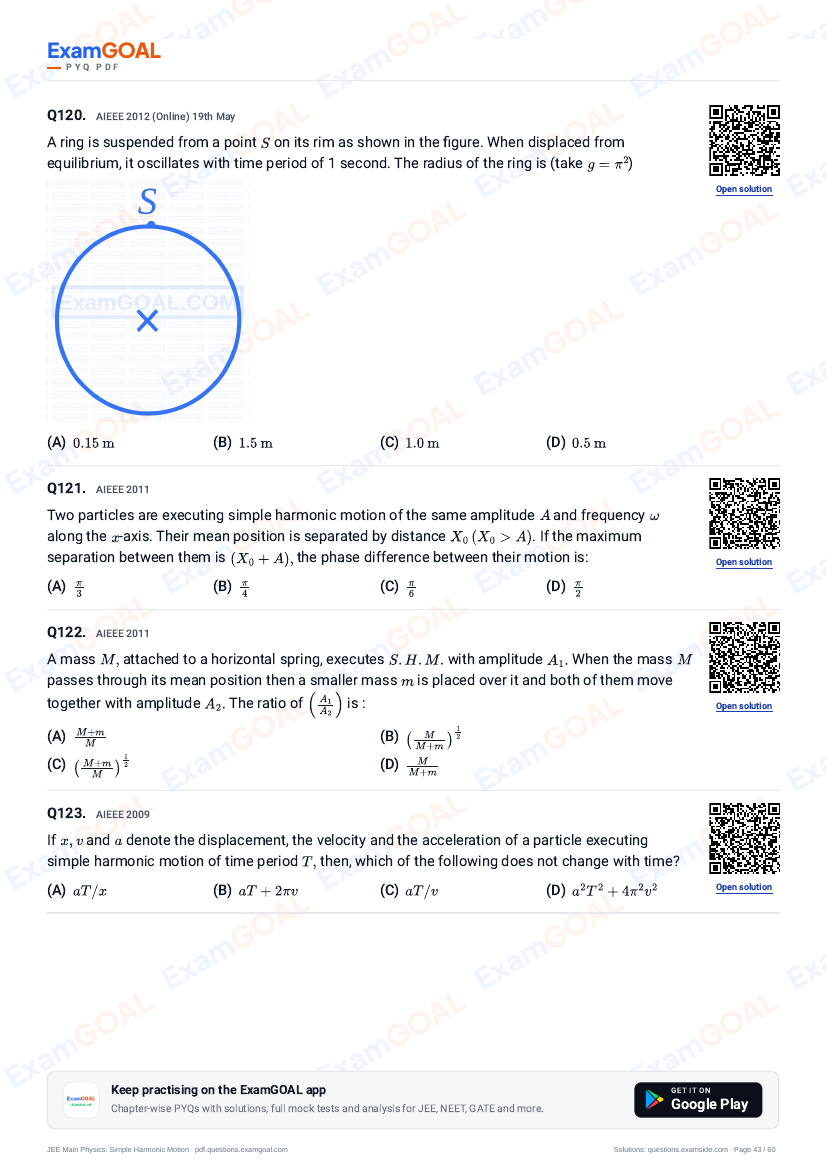 ExamGOAL
PYQ PDF
Q120. AIEEE 2012 (Online) 19th May
A ring is suspended from a point S on its rim as shown in the figure. When displaced from
equilibrium, it oscillates with time period of 1 second. The radius of the ring is (take g = π²)
Open solution
S
ExamGOAL.COM
(A) 0.15 m (B) 1.5 m (C) 1.0 m (D) 0.5 m
Q121. AIEEE 2011
Two particles are executing simple harmonic motion of the same amplitude A and frequency ω
along the x-axis. Their mean position is separated by distance X₀ (X₀ > A). If the maximum
separation between them is (X₀ + A), the phase difference between their motion is:
Open solution
(A) π/3 (B) π/4 (C) π/6 (D) π/2
Q122. AIEEE 2011
A mass M, attached to a horizontal spring, executes S.H.M. with amplitude A₁. When the mass M
passes through its mean position then a smaller mass m is placed over it and both of them move
together with amplitude A₂. The ratio of (A₁/A₂) is :
Open solution
(A) (M+m)/M (B) (M/(M+m))^(1/2)
(C) ((M+m)/M)^(1/2) (D) M/(M+m)
Q123. AIEEE 2009
If x, v and a denote the displacement, the velocity and the acceleration of a particle executing
simple harmonic motion of time period T, then, which of the following does not change with time?
Open solution
(A) aT/x (B) aT + 2πv (C) aT/v (D) a²T² + 4π²v²
Keep practising on the ExamGOAL app
Chapter-wise PYQs with solutions, full mock tests and analysis for JEE, NEET, GATE and more.
GET IT ON
Google Play
JEE Main Physics: Simple Harmonic Motion · pdf.questions.examgoal.com
Solutions: questions.examside.com · Page 43 / 60